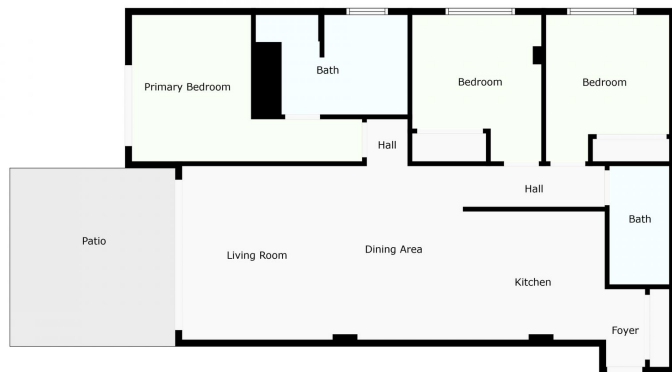 Bath
Primary Bedroom
Bedroom
Bedroom
Hall
Hall
Bath
Patio
Living Room
Dining Area
Kitchen
Foyer